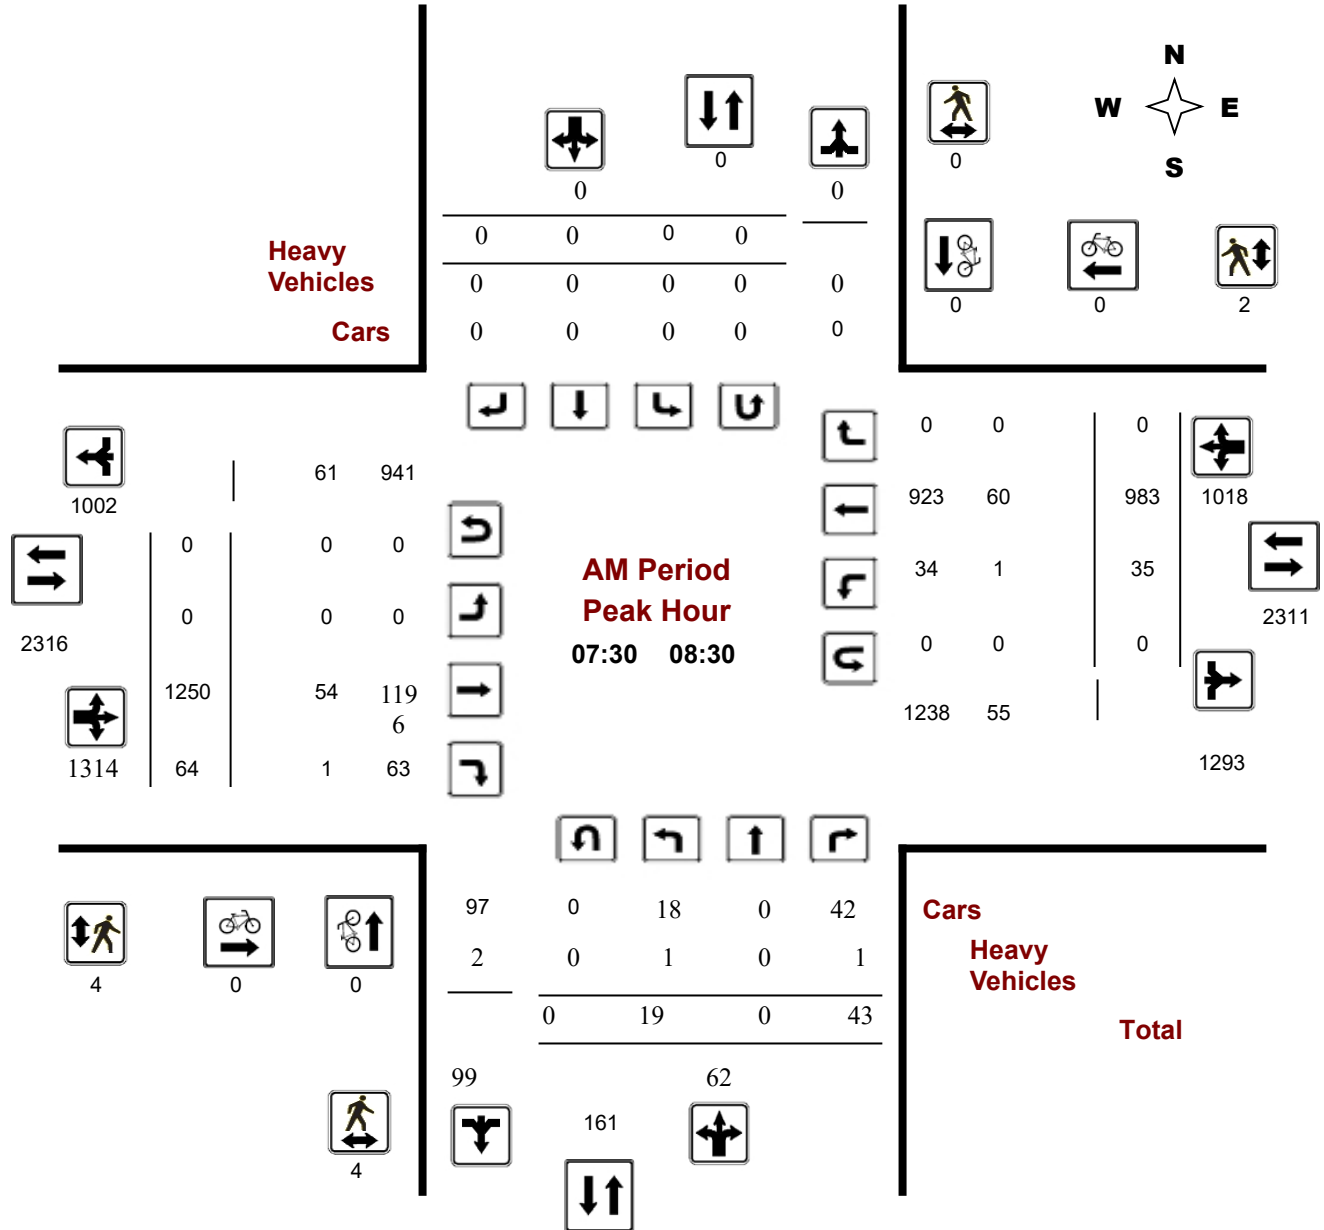 N
W E
S
0
0
0
0
0
0 0 0 0
Heavy
Vehicles
0 0 0 0 0
Cars
0 0 0 0 0
0 0 2
0 0 0
61 941
1002
923 60 983 1018
0 0 0
AM Period
34 1 35
0 0 0
Peak Hour
2316
2311
07:30 08:30
0 0 0
1250 54 119
6
1238 55
1314 64 1 63
1293
97 0 18 0 42
Cars
2 0 1 0 1
Heavy
Vehicles
4 0 0
0 19 0 43
Total
99 62
161
4